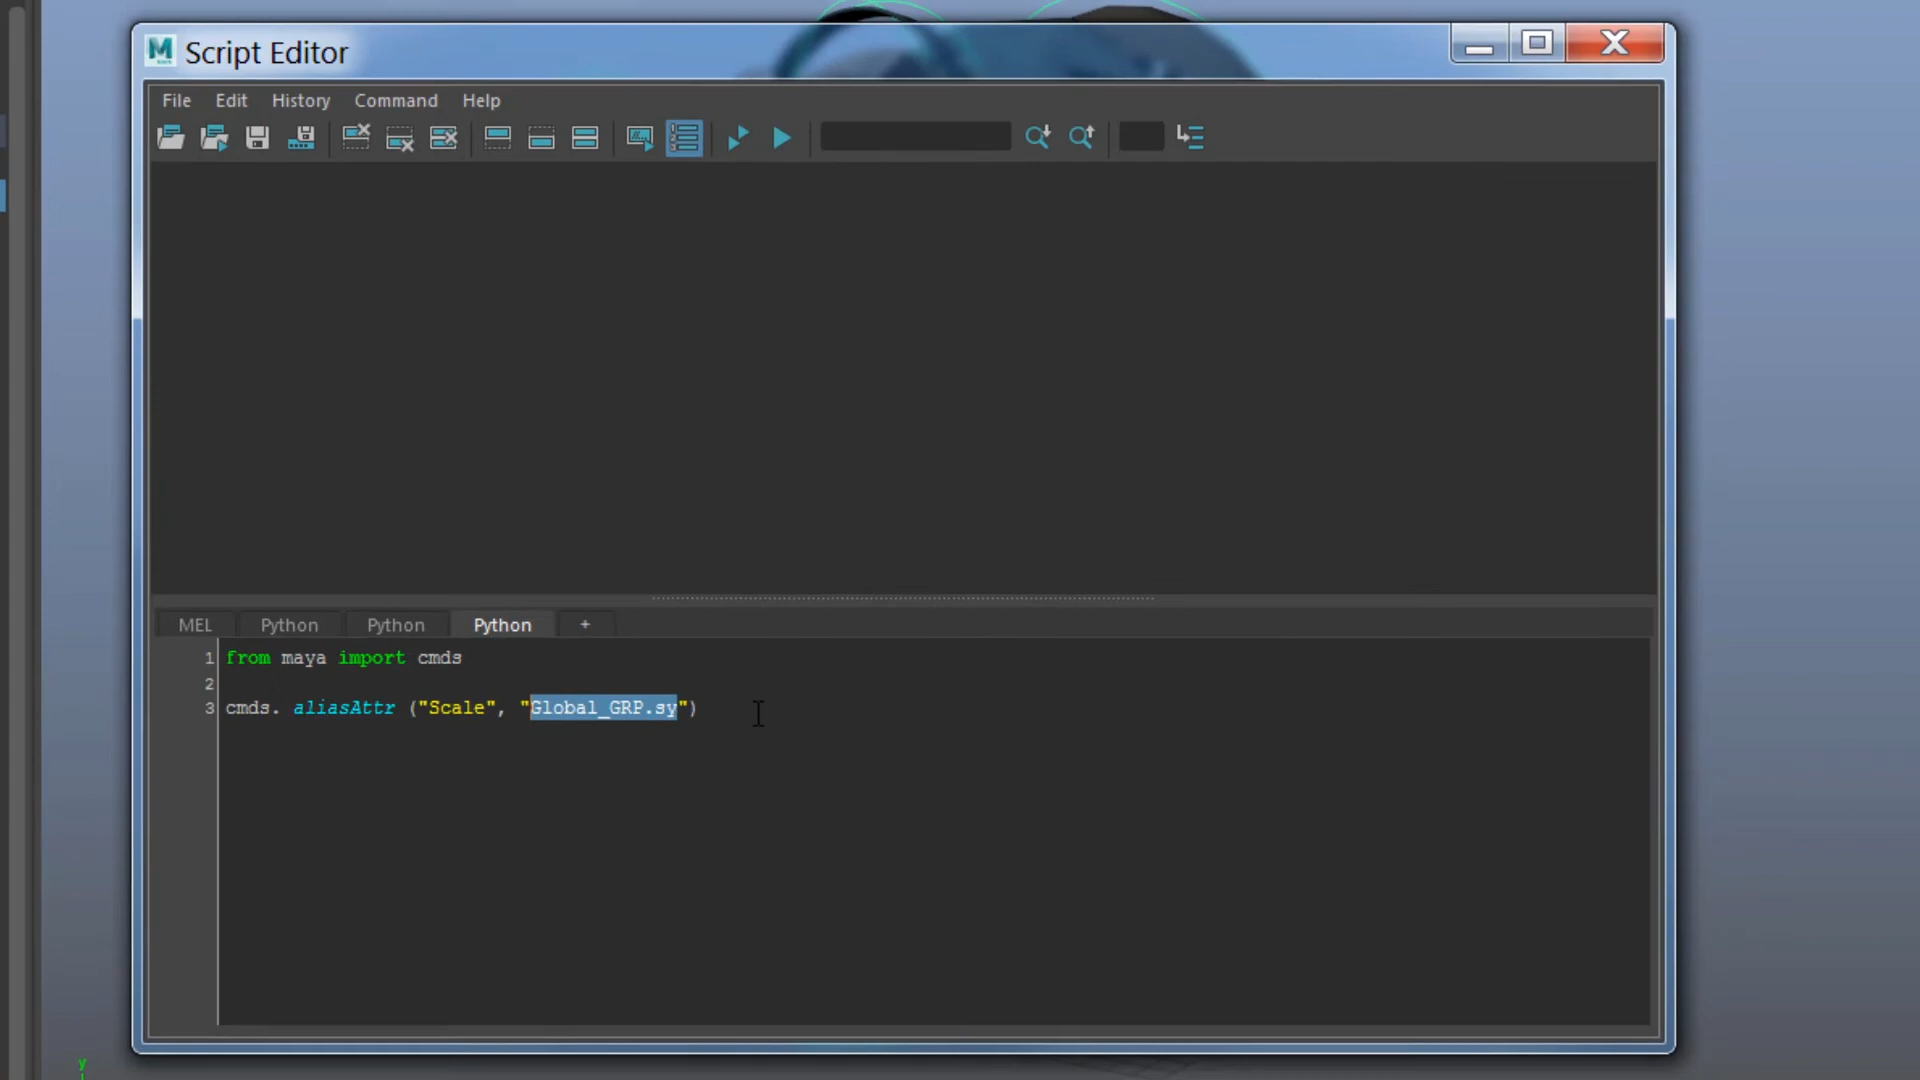 Script Editor
File Edit History Command Help
MEL Python Python Python +
1 from maya import cmds
2
3 cmds. aliasAttr ("Scale", "Global_GRP.sy")
y